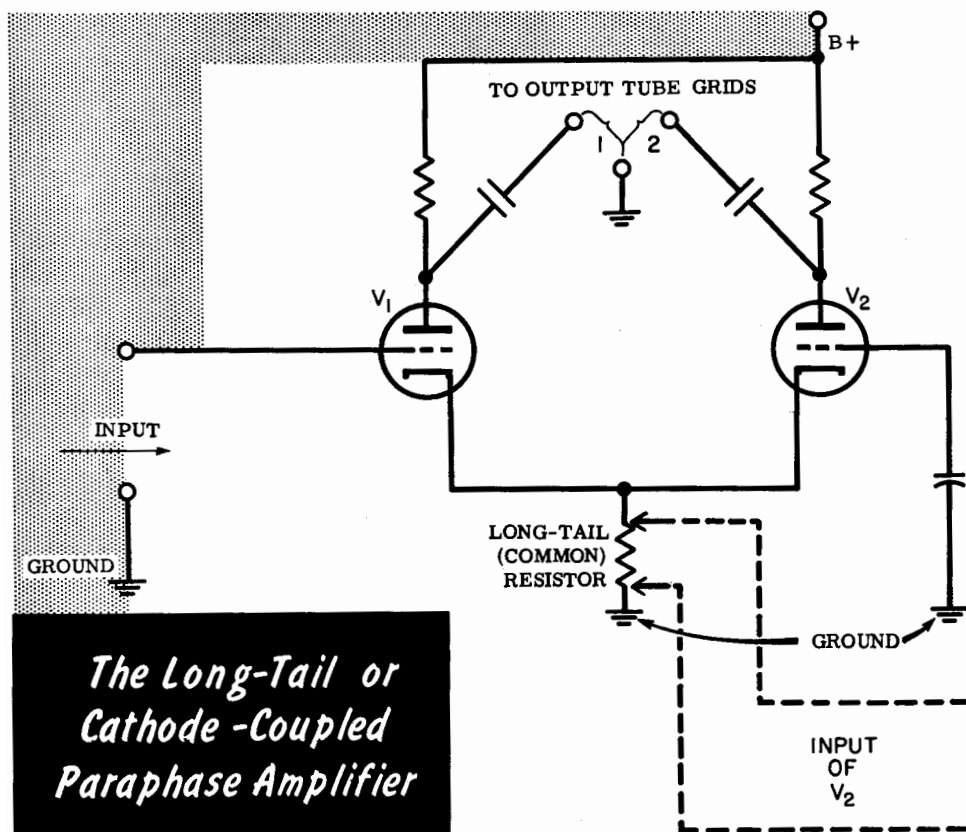 B+
TO OUTPUT TUBE GRIDS
1 2
V1
V2
INPUT
LONG-TAIL
(COMMON)
RESISTOR
GROUND
GROUND
The Long-Tail or
Cathode-Coupled
Paraphase Amplifier
INPUT
OF
V2